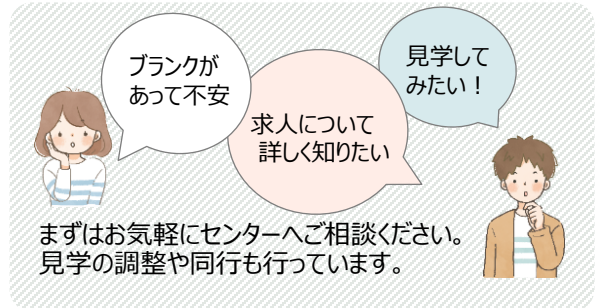 ブランクが
あって不安
求人について
詳しく知りたい
見学して
みたい！
まずはお気軽にセンターへご相談ください。
見学の調整や同行も行っています。